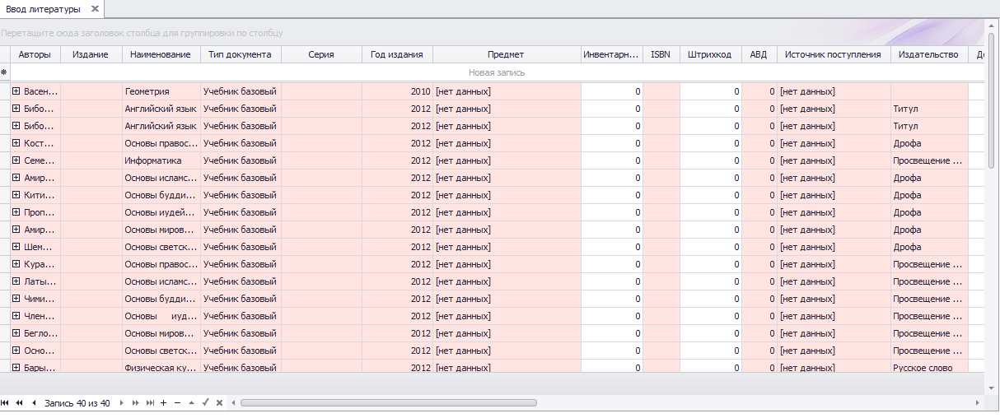 Ввод литературы
Перетащите сюда заголовок столбца для группировки по столбцу
Авторы Издание Наименование Тип документа Серия Год издания Предмет Инвентарн... ISBN Штрихкод АВД Источник поступления Издательство
Новая запись
Васен... Геометрия Учебник базовый 2010 [нет данных] 0 0 0 [нет данных]
Бибо... Английский язык Учебник базовый 2012 [нет данных] 0 0 0 [нет данных] Титул
Бибо... Английский язык Учебник базовый 2012 [нет данных] 0 0 0 [нет данных] Титул
Кост... Основы правос... Учебник базовый 2012 [нет данных] 0 0 0 [нет данных] Дрофа
Семе... Информатика Учебник базовый 2012 [нет данных] 0 0 0 [нет данных] Просвещение ...
Амир... Основы исламс... Учебник базовый 2012 [нет данных] 0 0 0 [нет данных] Дрофа
Кити... Основы будди... Учебник базовый 2012 [нет данных] 0 0 0 [нет данных] Дрофа
Проп... Основы иудей... Учебник базовый 2012 [нет данных] 0 0 0 [нет данных] Дрофа
Амир... Основы миров... Учебник базовый 2012 [нет данных] 0 0 0 [нет данных] Дрофа
Шем... Основы светск... Учебник базовый 2012 [нет данных] 0 0 0 [нет данных] Дрофа
Кура... Основы правос... Учебник базовый 2012 [нет данных] 0 0 0 [нет данных] Просвещение ...
Латы... Основы исламс... Учебник базовый 2012 [нет данных] 0 0 0 [нет данных] Просвещение ...
Чими... Основы будди... Учебник базовый 2012 [нет данных] 0 0 0 [нет данных] Просвещение ...
Член... Основы иуд... Учебник базовый 2012 [нет данных] 0 0 0 [нет данных] Просвещение ...
Бегло... Основы миров... Учебник базовый 2012 [нет данных] 0 0 0 [нет данных] Просвещение ...
Осно... Основы светск... Учебник базовый 2012 [нет данных] 0 0 0 [нет данных] Просвещение ...
Бары... Физическая ку... Учебник базовый 2012 [нет данных] 0 0 0 [нет данных] Русское слово
Запись 40 из 40